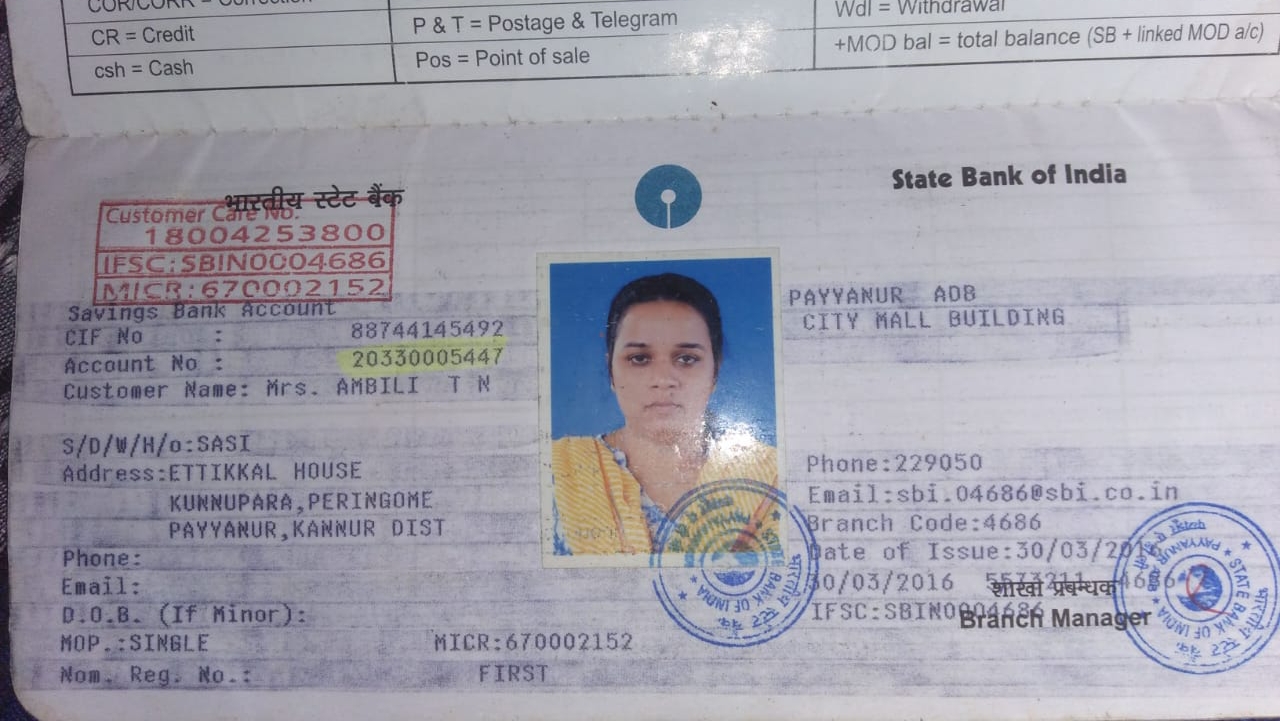 COR/CORR = Correction
CR = Credit
csh = Cash
P & T = Postage & Telegram
Pos = Point of sale
Wdl = Withdrawal
+MOD bal = total balance (SB + linked MOD a/c)
भारतीय स्टेट बैंक
State Bank of India
Customer Care No.
18004253800
IFSC:SBIN0004686
MICR:670002152
Savings Bank Account
CIF No : 88744145492
Account No : 20330005447
Customer Name: Mrs. AMBILI T N
S/D/W/H/o:SASI
Address:ETTIKKAL HOUSE
KUNNUPARA,PERINGOME
PAYYANUR,KANNUR DIST
Phone:
Email:
D.O.B. (If Minor):
MOP.:SINGLE MICR:670002152
Nom. Reg. No.: FIRST
PAYYANUR ADB
CITY MALL BUILDING
Phone:229050
Email:sbi.04686@sbi.co.in
Branch Code:4686
Date of Issue:30/03/2016
30/03/2016 4686
IFSC:SBIN0004686
शाखा प्रबन्धक
Branch Manager
STATE BANK OF INDIA
PAYYANUR ADB
BANK OF INDIA